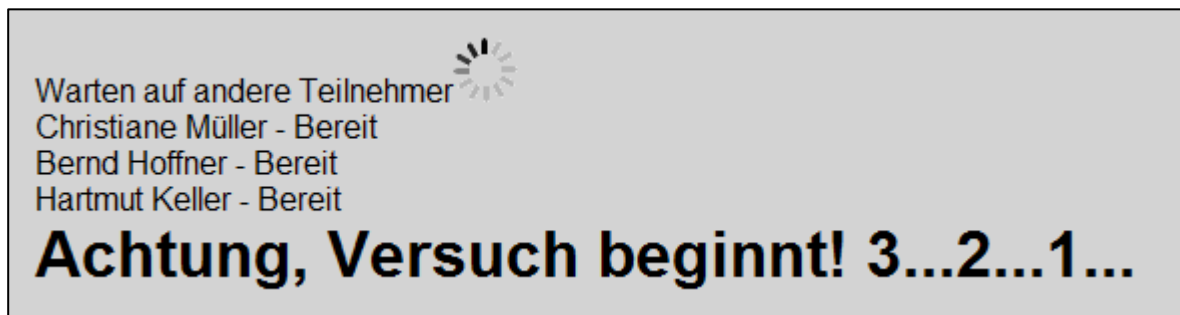 Warten auf andere Teilnehmer
Christiane Müller - Bereit
Bernd Hoffner - Bereit
Hartmut Keller - Bereit
Achtung, Versuch beginnt! 3...2...1...